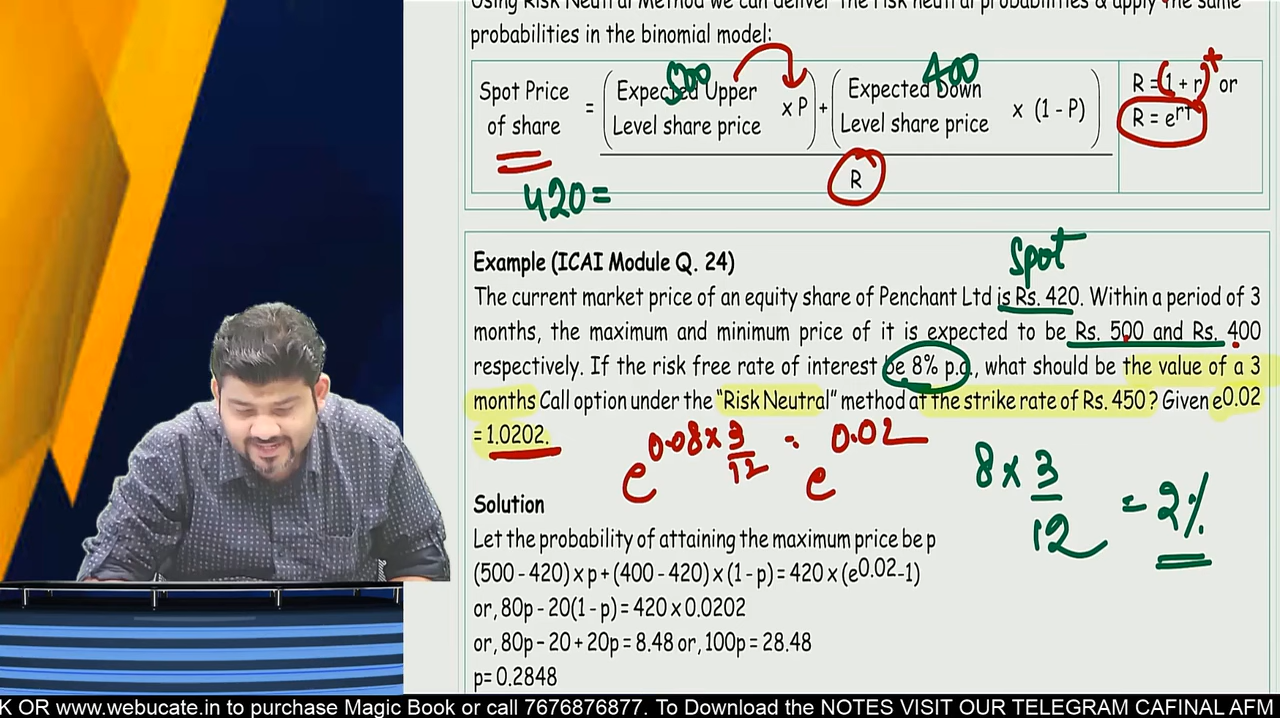 Using Risk Neutral Method we can deliver the risk neutral probabilities & apply the same
probabilities in the binomial model:
Spot Price of share = (Expected Upper Level share price x P) + (Expected Down Level share price x (1 - P))
R
R = (1 + r)^t or
R = e^rT
500
400
420 =
Spot
Example (ICAI Module Q. 24)
The current market price of an equity share of Penchant Ltd is Rs. 420. Within a period of 3
months, the maximum and minimum price of it is expected to be Rs. 500 and Rs. 400
respectively. If the risk free rate of interest be 8% p.a., what should be the value of a 3
months Call option under the "Risk Neutral" method at the strike rate of Rs. 450 ? Given e0.02
= 1.0202.
e^0.08 x 3/12 = e^0.02
8 x 3/12 = 2%
Solution
Let the probability of attaining the maximum price be p
(500 - 420) x p + (400 - 420) x (1 - p) = 420 x (e^0.02 -1)
or, 80p - 20(1 - p) = 420 x 0.0202
or, 80p - 20 + 20p = 8.48 or, 100p = 28.48
p= 0.2848
K OR www.webucate.in to purchase Magic Book or call 7676876877. To Download the NOTES VISIT OUR TELEGRAM CAFINAL AFM